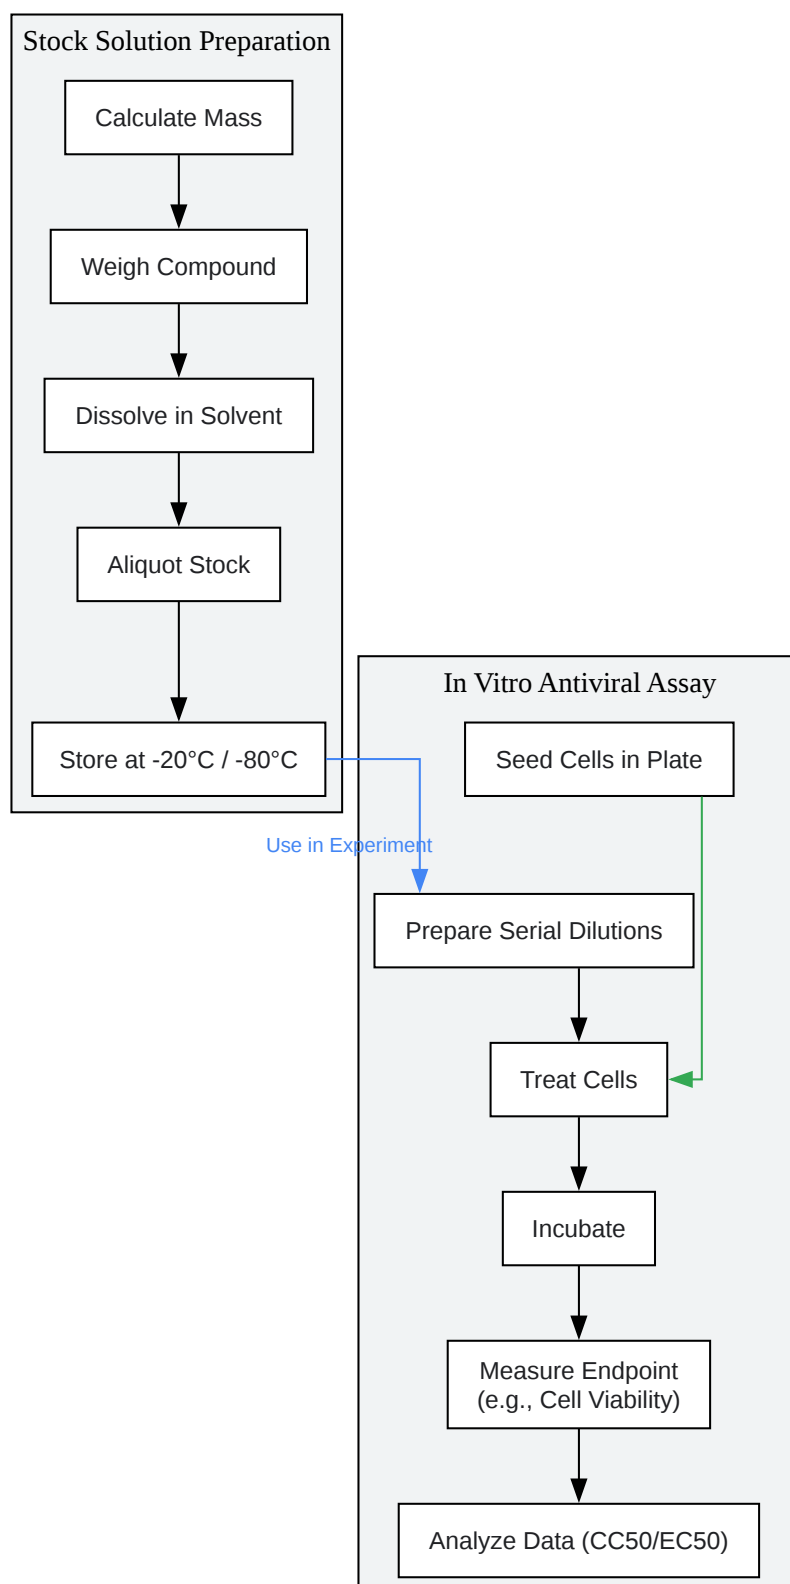 Stock Solution Preparation
Calculate Mass
Weigh Compound
Dissolve in Solvent
Aliquot Stock
Store at -20°C / -80°C
Use in Experiment
In Vitro Antiviral Assay
Seed Cells in Plate
Prepare Serial Dilutions
Treat Cells
Incubate
Measure Endpoint
(e.g., Cell Viability)
Analyze Data (CC50/EC50)